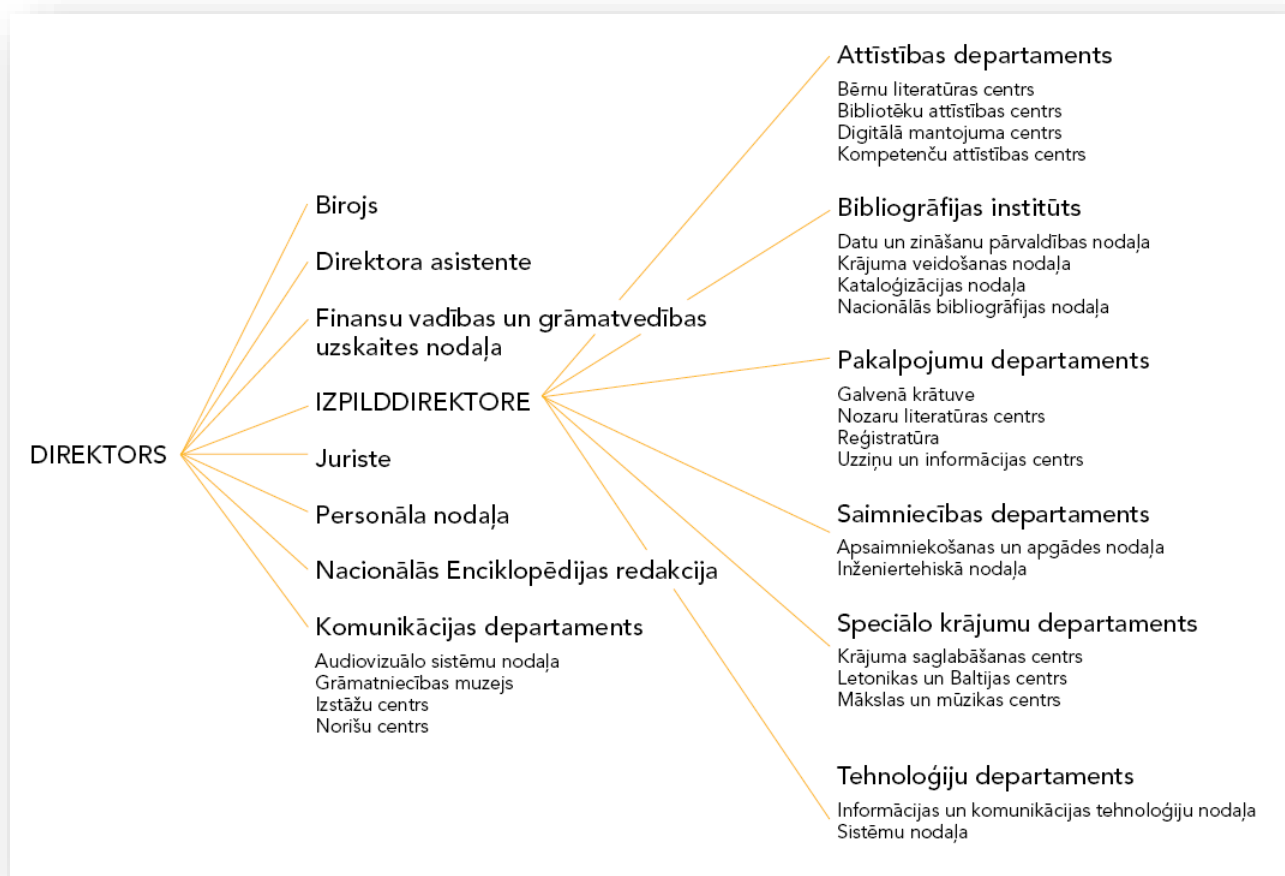 DIREKTORS
Birojs
Direktora asistente
Finansu vadības un grāmatvedības
uzskaites nodaļa
IZPILDDIREKTORE
Juriste
Personāla nodaļa
Nacionālās Enciklopēdijas redakcija
Komunikācijas departaments
Audiovizuālo sistēmu nodaļa
Grāmatniecības muzejs
Izstāžu centrs
Norišu centrs
Attīstības departaments
Bērnu literatūras centrs
Bibliotēku attīstības centrs
Digitālā mantojuma centrs
Kompetenču attīstības centrs
Bibliogrāfijas institūts
Datu un zināšanu pārvaldības nodaļa
Krājuma veidošanas nodaļa
Kataloģizācijas nodaļa
Nacionālās bibliogrāfijas nodaļa
Pakalpojumu departaments
Galvenā krātuve
Nozaru literatūras centrs
Reģistratūra
Uzziņu un informācijas centrs
Saimniecības departaments
Apsaimniekošanas un apgādes nodaļa
Inženiertehiskā nodaļa
Speciālo krājumu departaments
Krājuma saglabāšanas centrs
Letonikas un Baltijas centrs
Mākslas un mūzikas centrs
Tehnoloģiju departaments
Informācijas un komunikācijas tehnoloģiju nodaļa
Sistēmu nodaļa